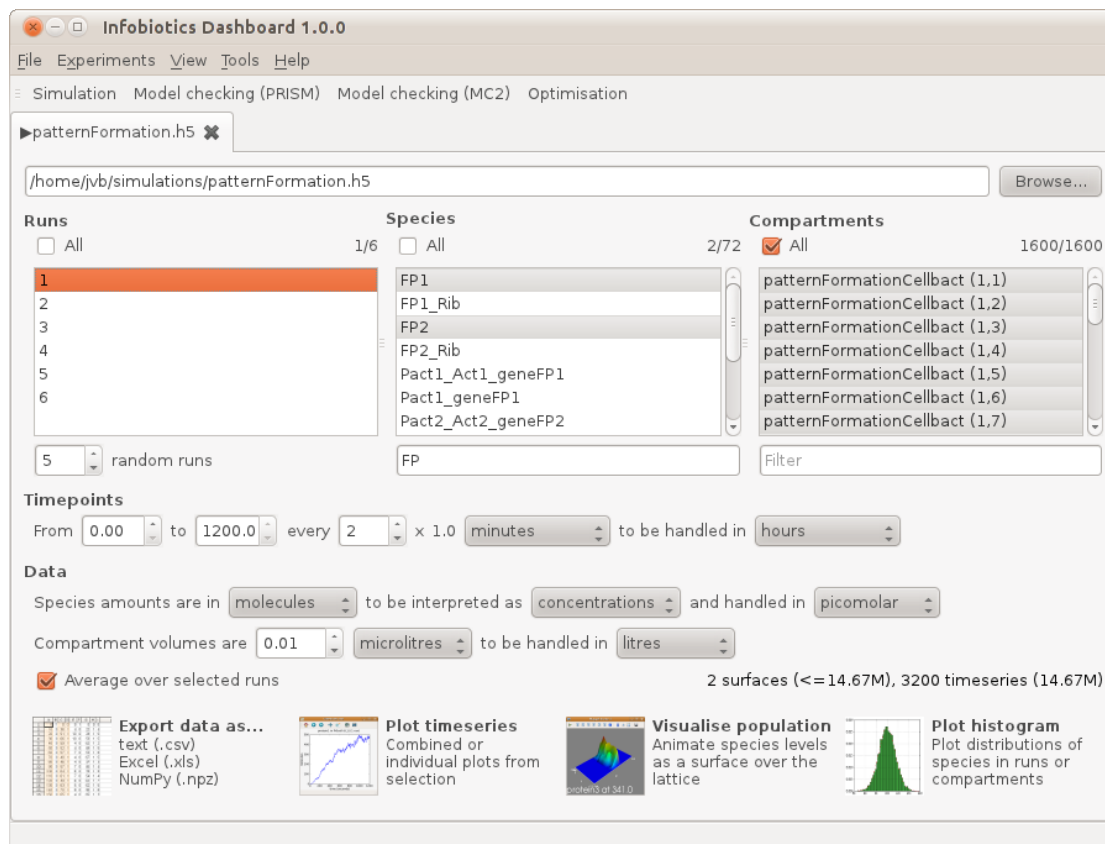 Infobiotics Dashboard 1.0.0
File Experiments View Tools Help
Simulation Model checking (PRISM) Model checking (MC2) Optimisation
▶patternFormation.h5 ✖
/home/jvb/simulations/patternFormation.h5 Browse...
Runs Species Compartments
All 1/6 All 2/72 All 1600/1600
1 FP1 patternFormationCellbact (1,1)
2 FP1_Rib patternFormationCellbact (1,2)
3 FP2 patternFormationCellbact (1,3)
4 FP2_Rib patternFormationCellbact (1,4)
5 Pact1_Act1_geneFP1 patternFormationCellbact (1,5)
6 Pact1_geneFP1 patternFormationCellbact (1,6)
Pact2_Act2_geneFP2 patternFormationCellbact (1,7)
5 random runs FP Filter
Timepoints
From 0.00 to 1200.0 every 2 x 1.0 minutes to be handled in hours
Data
Species amounts are in molecules to be interpreted as concentrations and handled in picomolar
Compartment volumes are 0.01 microlitres to be handled in litres
Average over selected runs 2 surfaces (<=14.67M), 3200 timeseries (14.67M)
Export data as... Plot timeseries Visualise population Plot histogram
text (.csv) Combined or Animate species levels Plot distributions of
Excel (.xls) individual plots from as a surface over the species in runs or
NumPy (.npz) selection lattice compartments
protein3 at 341.0